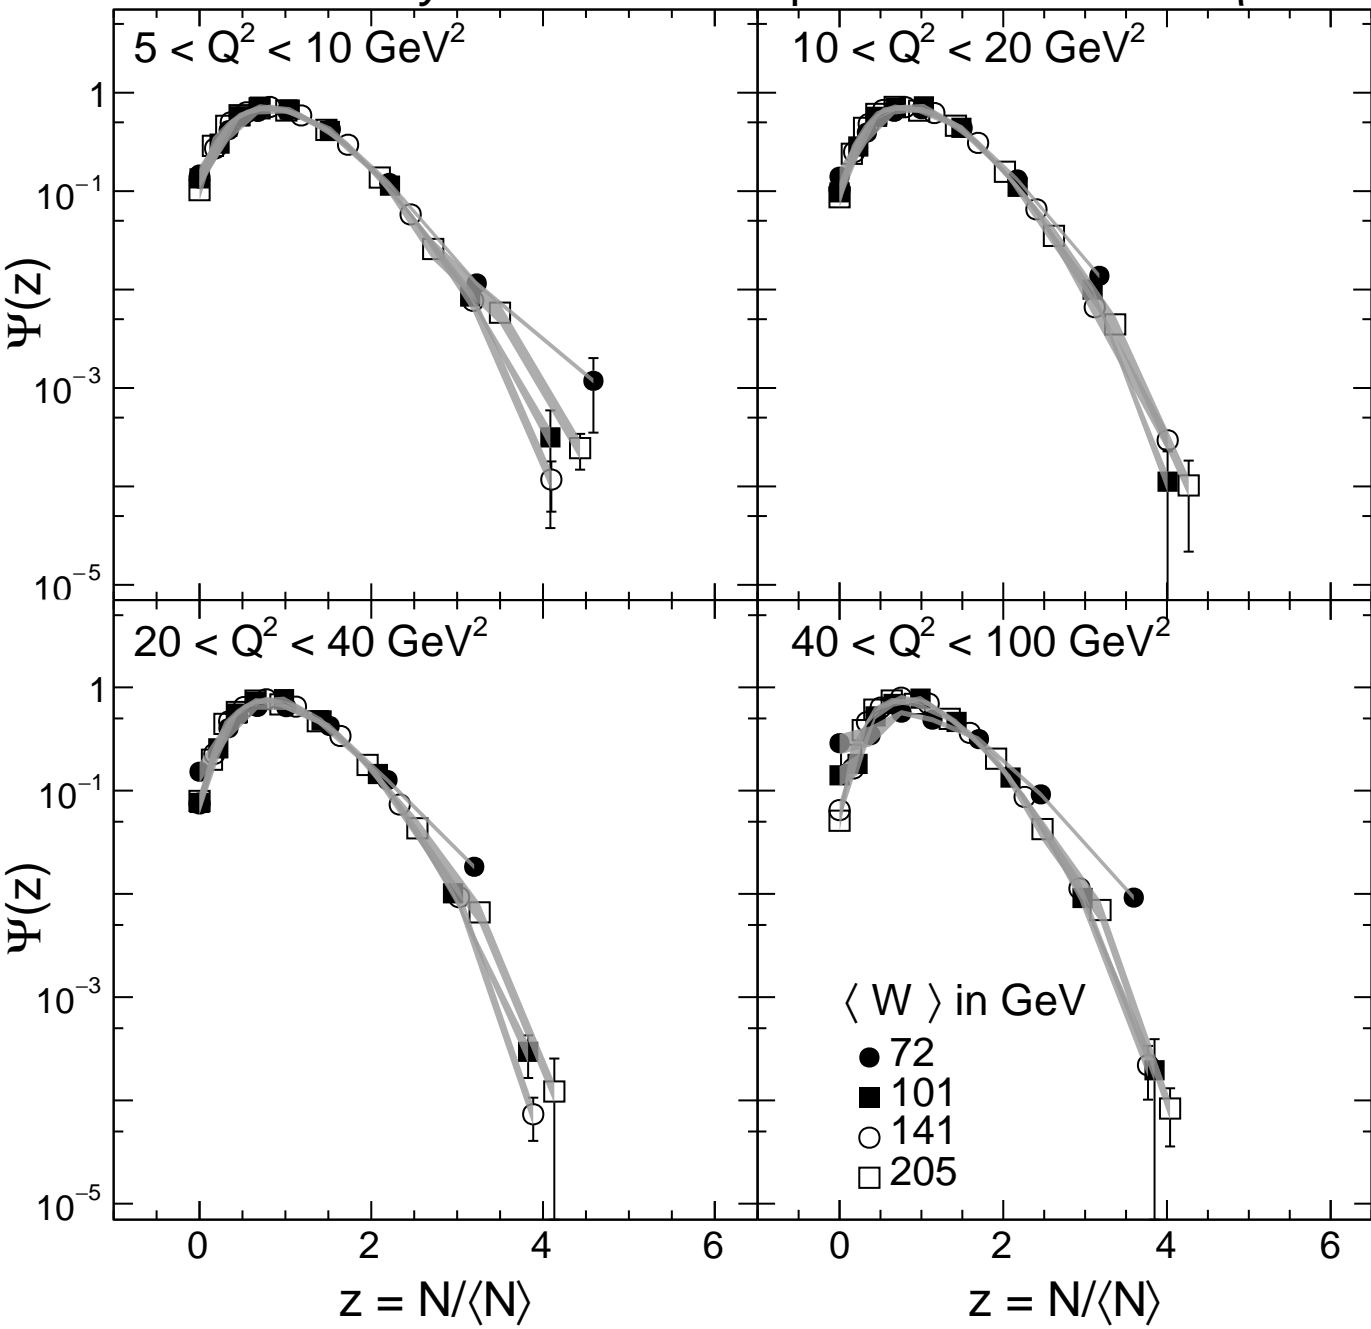 5 < Q² < 10 GeV²
10 < Q² < 20 GeV²
1
10⁻¹
10⁻³
10⁻⁵
Ψ(z)
20 < Q² < 40 GeV²
40 < Q² < 100 GeV²
1
10⁻¹
10⁻³
10⁻⁵
Ψ(z)
⟨ W ⟩ in GeV
72
101
141
205
0 2 4 6
0 2 4 6
z = N/⟨N⟩
z = N/⟨N⟩